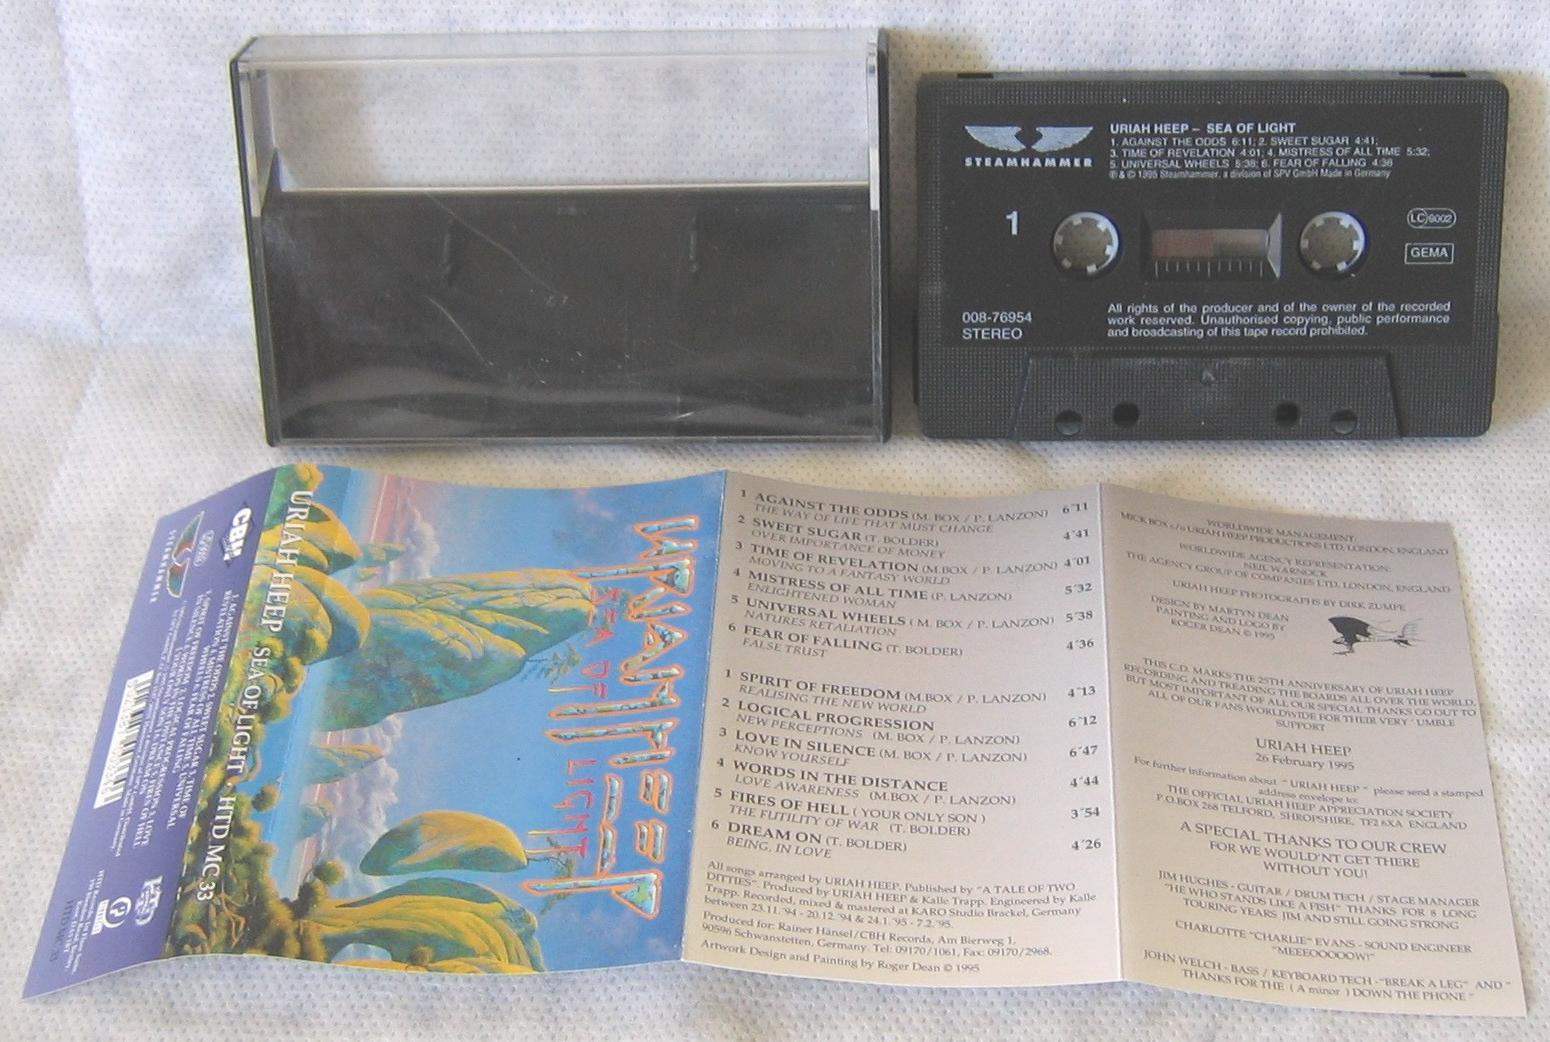 URIAH HEEP – SEA OF LIGHT
1. AGAINST THE ODDS 6:11; 2. SWEET SUGAR 4:41;
3. TIME OF REVELATION 4:01; 4. MISTRESS OF ALL TIME 5:32;
5. UNIVERSAL WHEELS 5:38; 6. FEAR OF FALLING 4:36
℗ & © 1995 Steamhammer, a division of SPV GmbH Made in Germany
STEAMHAMMER
1
LC 9002
GEMA
008-76954
STEREO
All rights of the producer and of the owner of the recorded
work reserved. Unauthorised copying, public performance
and broadcasting of this tape record prohibited.
STEAMHAMMER
CBH
URIAH HEEP · SEA OF LIGHT · HTD MC 33
URIAH HEEP
SEA OF LIGHT
1 AGAINST THE ODDS (M. BOX / P. LANZON) 6´11
THE WAY OF LIFE THAT MUST CHANGE
2 SWEET SUGAR (T. BOLDER) 4´41
OVER IMPORTANCE OF MONEY
3 TIME OF REVELATION (M.BOX / P. LANZON) 4´01
MOVING TO A FANTASY WORLD
4 MISTRESS OF ALL TIME (P. LANZON) 5´32
ENLIGHTENED WOMAN
5 UNIVERSAL WHEELS ( M. BOX / P. LANZON) 5´38
NATURES RETALIATION
6 FEAR OF FALLING (T. BOLDER) 4´36
FALSE TRUST
1 SPIRIT OF FREEDOM (M.BOX / P. LANZON) 4´13
REALISING THE NEW WORLD
2 LOGICAL PROGRESSION 6´12
NEW PERCEPTIONS (M. BOX / P. LANZON)
3 LOVE IN SILENCE (M. BOX / P. LANZON) 6´47
KNOW YOURSELF
4 WORDS IN THE DISTANCE 4´44
LOVE AWARENESS (M.BOX / P. LANZON)
5 FIRES OF HELL ( YOUR ONLY SON ) 3´54
THE FUTILITY OF WAR (T. BOLDER)
6 DREAM ON (T. BOLDER) 4´26
BEING, IN LOVE
All songs arranged by URIAH HEEP. Published by "A TALE OF TWO
DITTIES". Produced by URIAH HEEP & Kalle Trapp. Engineered by Kalle
Trapp. Recorded, mixed & mastered at KARO Studio Brackel, Germany
between 23.11.´94 - 20.12.´94 & 24.1.´95 - 7.2.´95.
Produced for: Rainer Hänsel/CBH Records, Am Bierweg 1,
90596 Schwanstetten, Germany. Tel: 09170/1061, Fax: 09170/2968.
Artwork Design and Painting by Roger Dean © 1995
WORLDWIDE MANAGEMENT:
MICK BOX c/o URIAH HEEP PRODUCTIONS LTD, LONDON, ENGLAND
WORLDWIDE AGENCY REPRESENTATION:
NEIL WARNOCK
THE AGENCY GROUP OF COMPANIES LTD. LONDON, ENGLAND
URIAH HEEP PHOTOGRAPHS BY DIRK ZUMPE
DESIGN BY MARTYN DEAN
PAINTING AND LOGO BY
ROGER DEAN © 1995
THIS C.D. MARKS THE 25TH ANNIVERSARY OF URIAH HEEP
RECORDING AND TREADING THE BOARDS ALL OVER THE WORLD,
BUT MOST IMPORTANT OF ALL OUR SPECIAL THANKS GO OUT TO
ALL OF OUR FANS WORLDWIDE FOR THEIR VERY ' UMBLE
SUPPORT
URIAH HEEP
26 February 1995
For further information about " URIAH HEEP " please send a stamped
address envelope to:
THE OFFICIAL URIAH HEEP APPRECIATION SOCIETY
P.O.BOX 268 TELFORD, SHROPSHIRE. TF2 6XA ENGLAND
A SPECIAL THANKS TO OUR CREW
FOR WE WOULD'NT GET THERE
WITHOUT YOU!
JIM HUGHES - GUITAR / DRUM TECH / STAGE MANAGER
"HE WHO STANDS LIKE A FISH" THANKS FOR 8 LONG
TOURING YEARS JIM AND STILL GOING STRONG
CHARLOTTE "CHARLIE" EVANS - SOUND ENGINEER
"MEEEOOOOOW!"
JOHN WELCH - BASS / KEYBOARD TECH - "BREAK A LEG" AND "
THANKS FOR THE ( A minor ) DOWN THE PHONE "